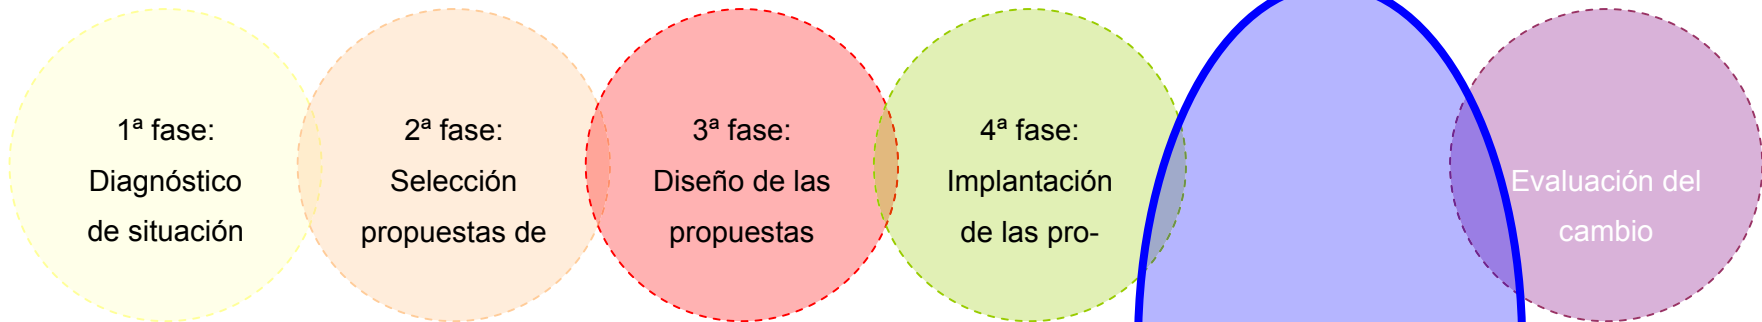 1ª fase:
Diagnóstico
de situación
2ª fase:
Selección
propuestas de
3ª fase:
Diseño de las
propuestas
4ª fase:
Implantación
de las pro-
Evaluación del
cambio